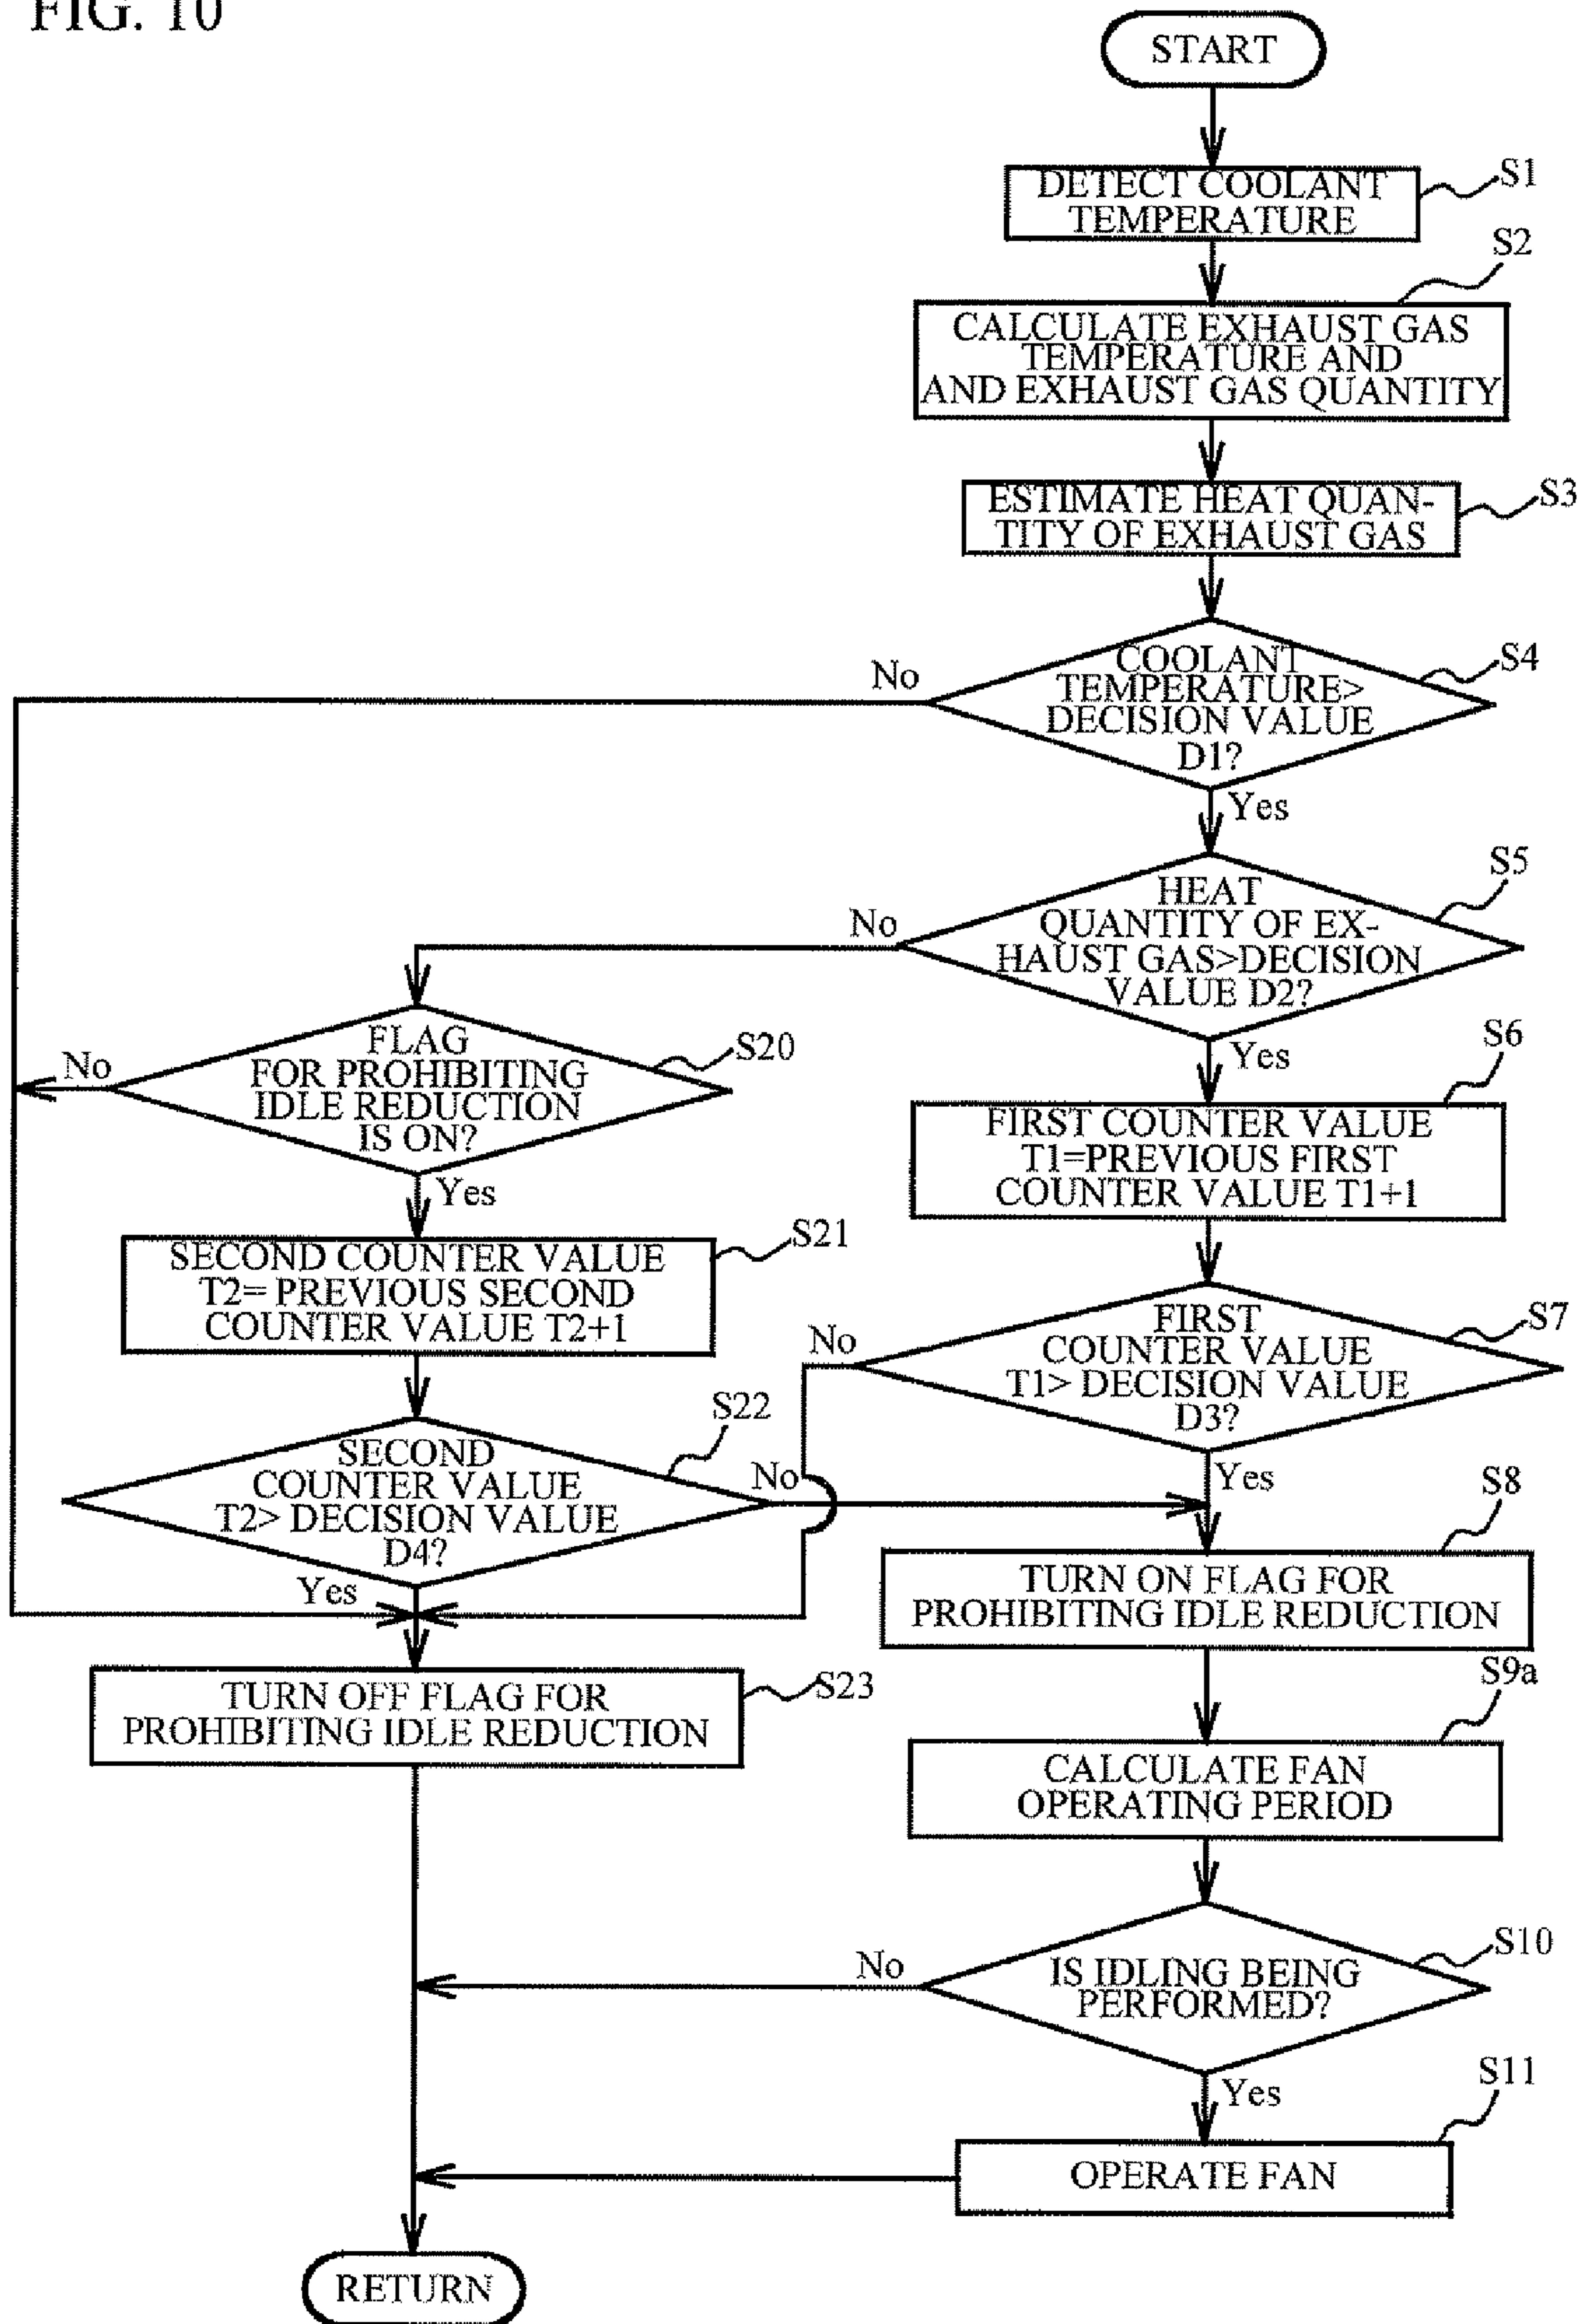 FIG. 10
START
DETECT COOLANT
TEMPERATURE
S1
S2
CALCULATE EXHAUST GAS
TEMPERATURE AND
AND EXHAUST GAS QUANTITY
ESTIMATE HEAT QUAN-
TITY OF EXHAUST GAS
S3
COOLANT
TEMPERATURE>
DECISION VALUE
D1?
S4
No
Yes
HEAT
QUANTITY OF EX-
HAUST GAS>DECISION
VALUE D2?
S5
No
Yes
FLAG
FOR PROHIBITING
IDLE REDUCTION
IS ON?
S20
No
Yes
S6
FIRST COUNTER VALUE
T1=PREVIOUS FIRST
COUNTER VALUE T1+1
SECOND COUNTER VALUE
T2= PREVIOUS SECOND
COUNTER VALUE T2+1
S21
FIRST
COUNTER VALUE
T1> DECISION VALUE
D3?
S7
No
Yes
SECOND
COUNTER VALUE
T2> DECISION VALUE
D4?
S22
No
Yes
S8
TURN ON FLAG FOR
PROHIBITING IDLE REDUCTION
TURN OFF FLAG FOR
PROHIBITING IDLE REDUCTION
S23
S9a
CALCULATE FAN
OPERATING PERIOD
IS IDLING BEING
PERFORMED?
S10
No
Yes
S11
OPERATE FAN
RETURN